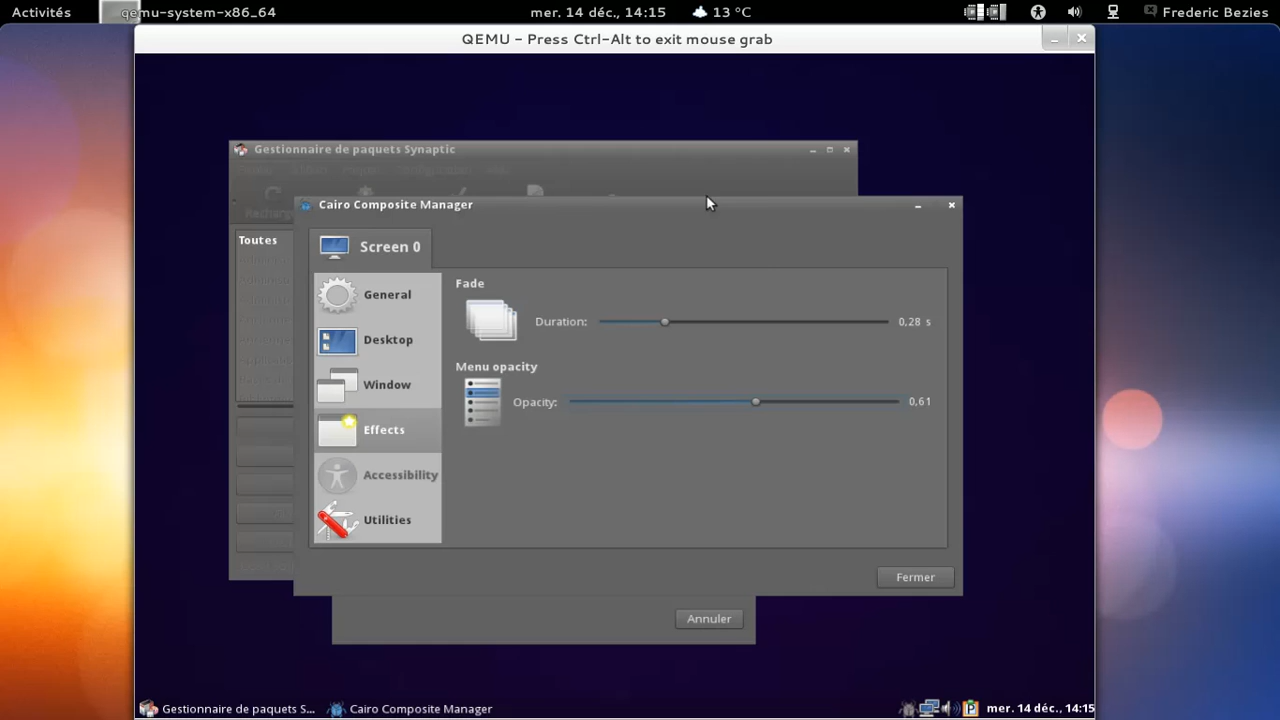 Activités
qemu-system-x86_64
mer. 14 déc., 14:15
13 °C
Frederic Bezies
QEMU - Press Ctrl-Alt to exit mouse grab
Gestionnaire de paquets Synaptic
Recharg
Cairo Composite Manager
Toutes
Screen 0
General
Desktop
Window
Effects
Accessibility
Utilities
Fade
Duration:
0,28 s
Menu opacity
Opacity:
0,61
Fermer
Annuler
Gestionnaire de paquets S...
Cairo Composite Manager
mer. 14 déc., 14:15